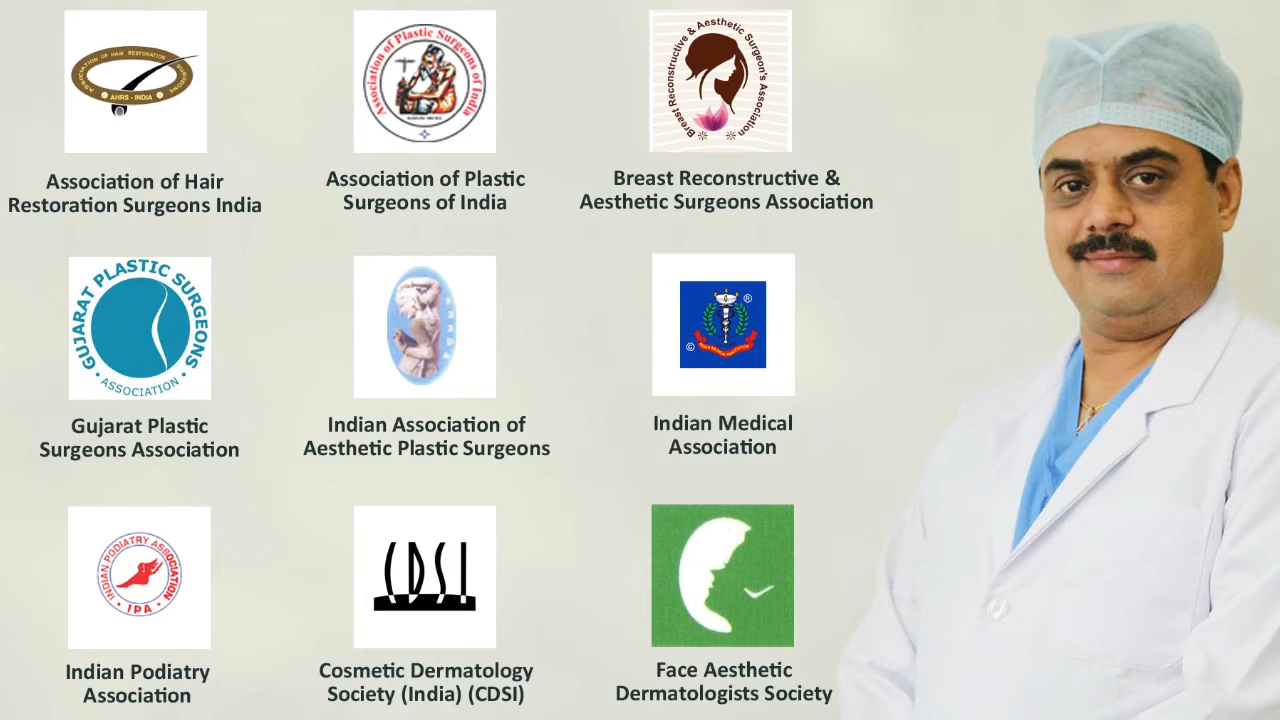 ASSOCIATION OF HAIR RESTORATION SURGEONS
AHRS - INDIA
Association of Hair
Restoration Surgeons India
Association of Plastic Surgeons of India
Association of Plastic
Surgeons of India
Breast Reconstructive & Aesthetic Surgeon's Association
Breast Reconstructive &
Aesthetic Surgeons Association
GUJARAT PLASTIC SURGEONS
• ASSOCIATION •
Gujarat Plastic
Surgeons Association
Indian Association of
Aesthetic Plastic Surgeons
®
©
INDIAN MEDICAL ASSOCIATION
Indian Medical
Association
INDIAN PODIATRY ASSOCIATION
• IPA •
Indian Podiatry
Association
CDSI
Cosmetic Dermatology
Society (India) (CDSI)
Face Aesthetic
Dermatologists Society